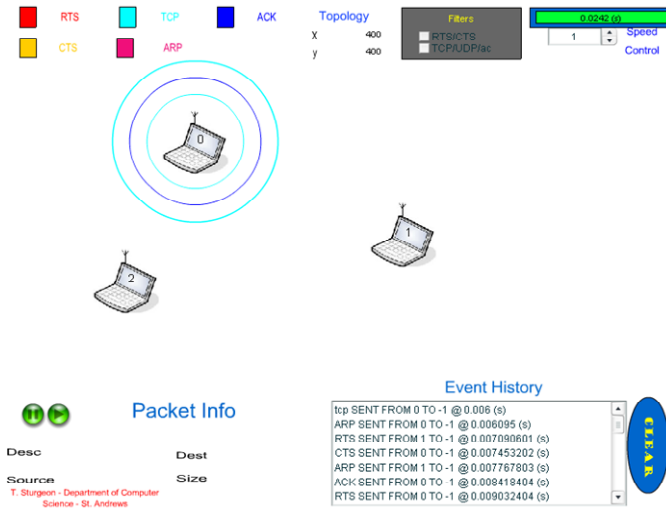 RTS
TCP
ACK
CTS
ARP
Topology
x 400
y 400
Filters
RTS/CTS
TCP/UDP/ac
0.0242 (s)
1
Speed
Control
0
1
2
Packet Info
Desc
Dest
Source
Size
T. Sturgeon - Department of Computer
Science - St. Andrews
Event History
tcp SENT FROM 0 TO -1 @ 0.006 (s)
ARP SENT FROM 0 TO -1 @ 0.006095 (s)
RTS SENT FROM 1 TO -1 @ 0.007090601 (s)
CTS SENT FROM 0 TO -1 @ 0.007453202 (s)
ARP SENT FROM 1 TO -1 @ 0.007767803 (s)
ACK SENT FROM 0 TO -1 @ 0.008418404 (s)
RTS SENT FROM 0 TO -1 @ 0.009032404 (s)
CLEAR